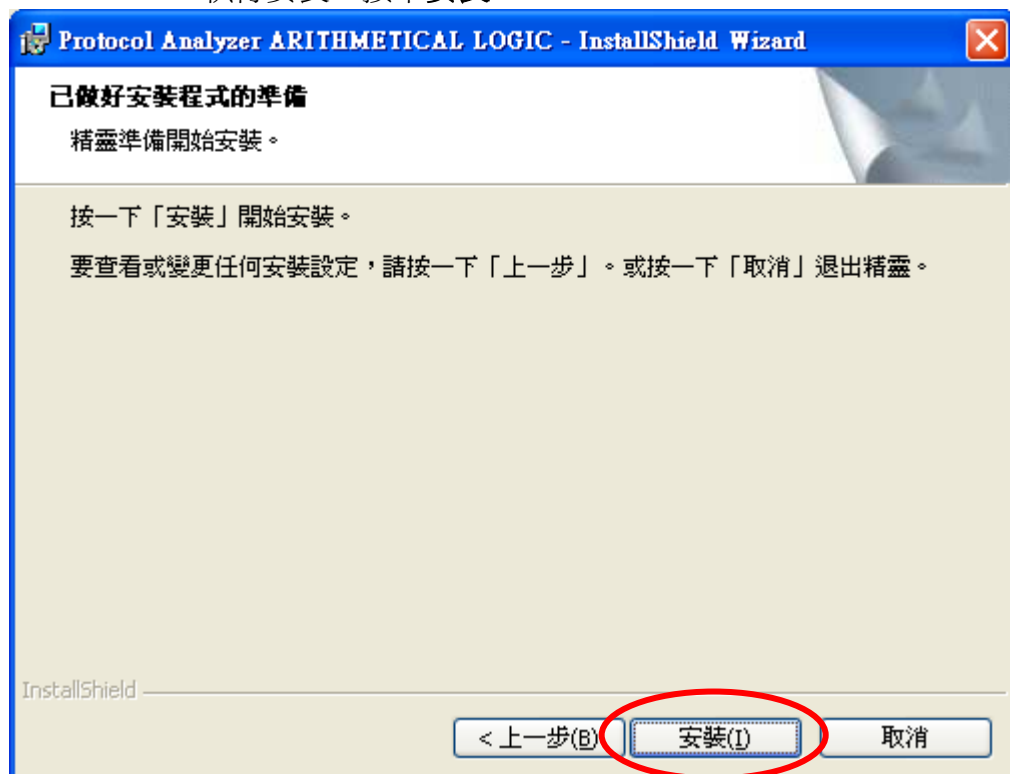 Protocol Analyzer ARITHMETICAL LOGIC - InstallShield Wizard
已做好安裝程式的準備
精靈準備開始安裝。
按一下「安裝」開始安裝。
要查看或變更任何安裝設定，請按一下「上一步」。或按一下「取消」退出精靈。
InstallShield
< 上一步(B) 安裝(I) 取消